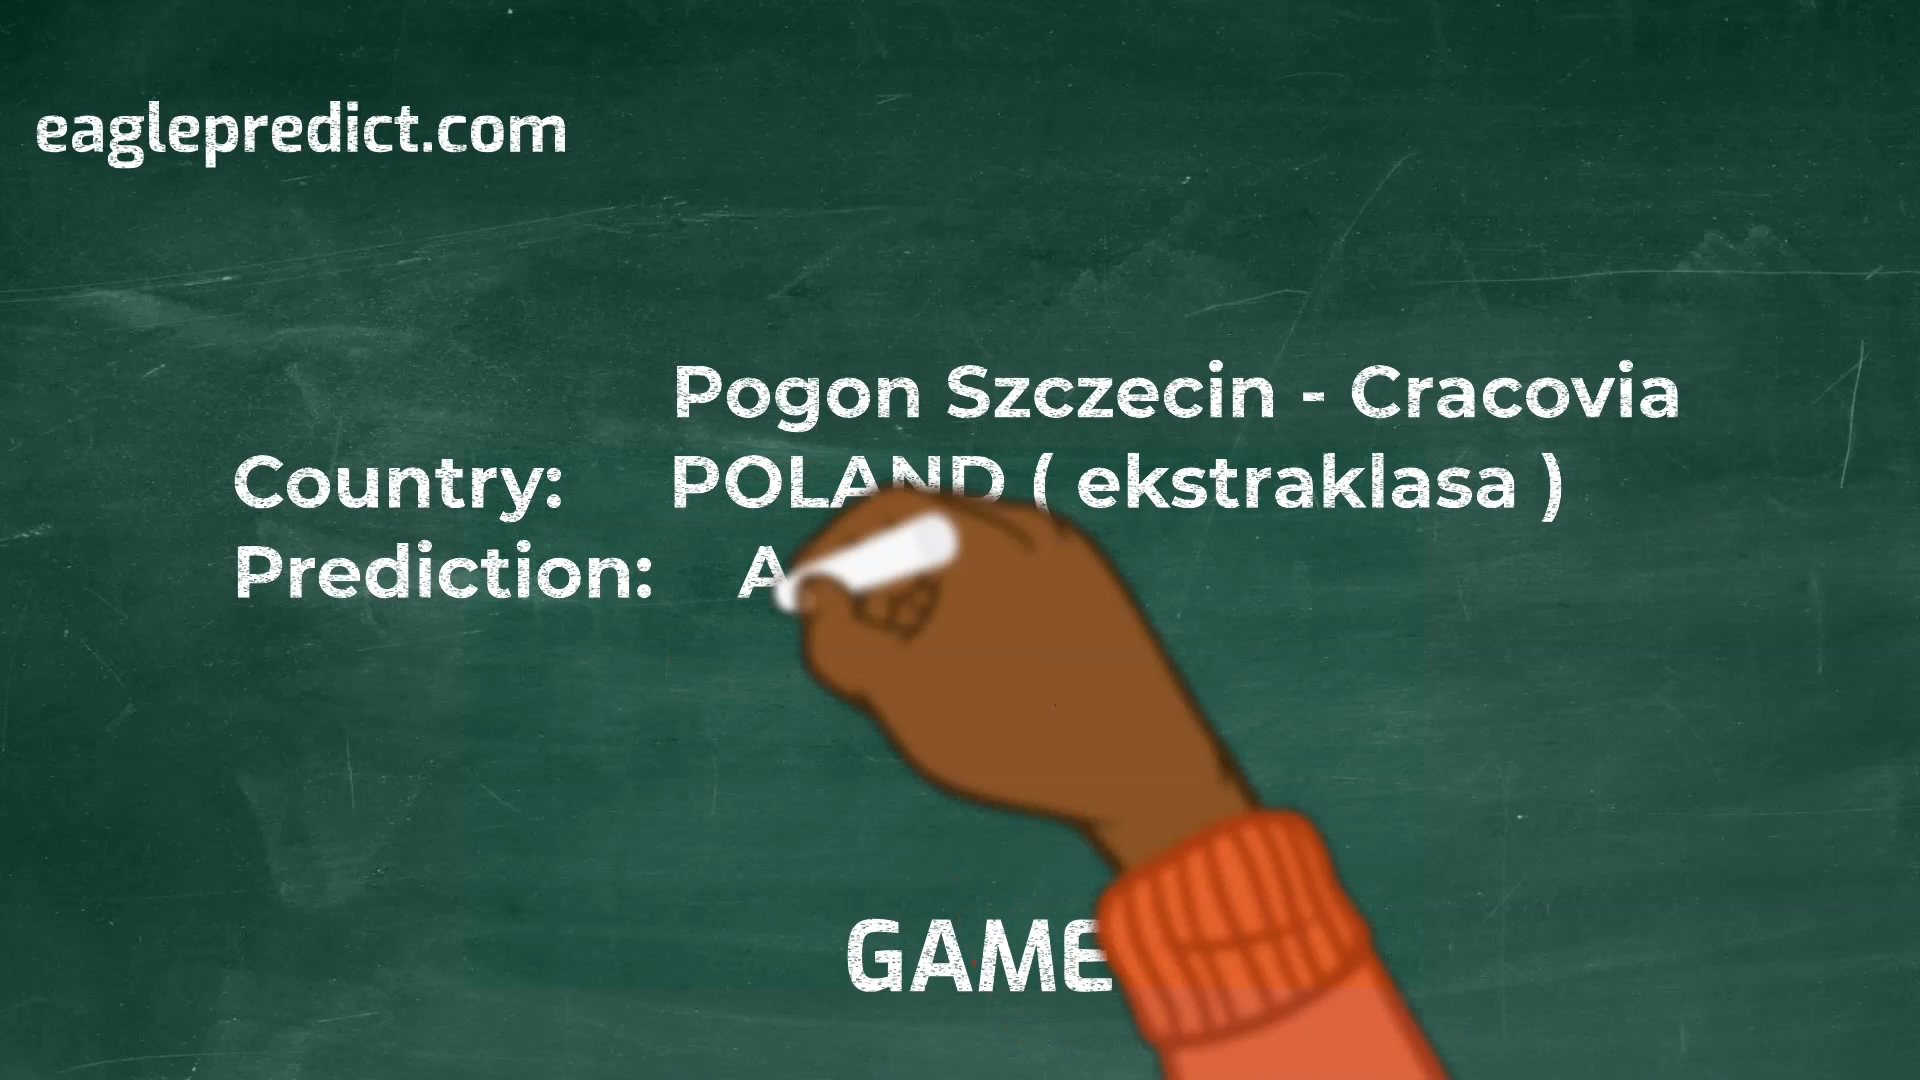 eaglepredict.com
Pogon Szczecin - Cracovia
Country: POLAND ( ekstraklasa )
Prediction: A
GAME